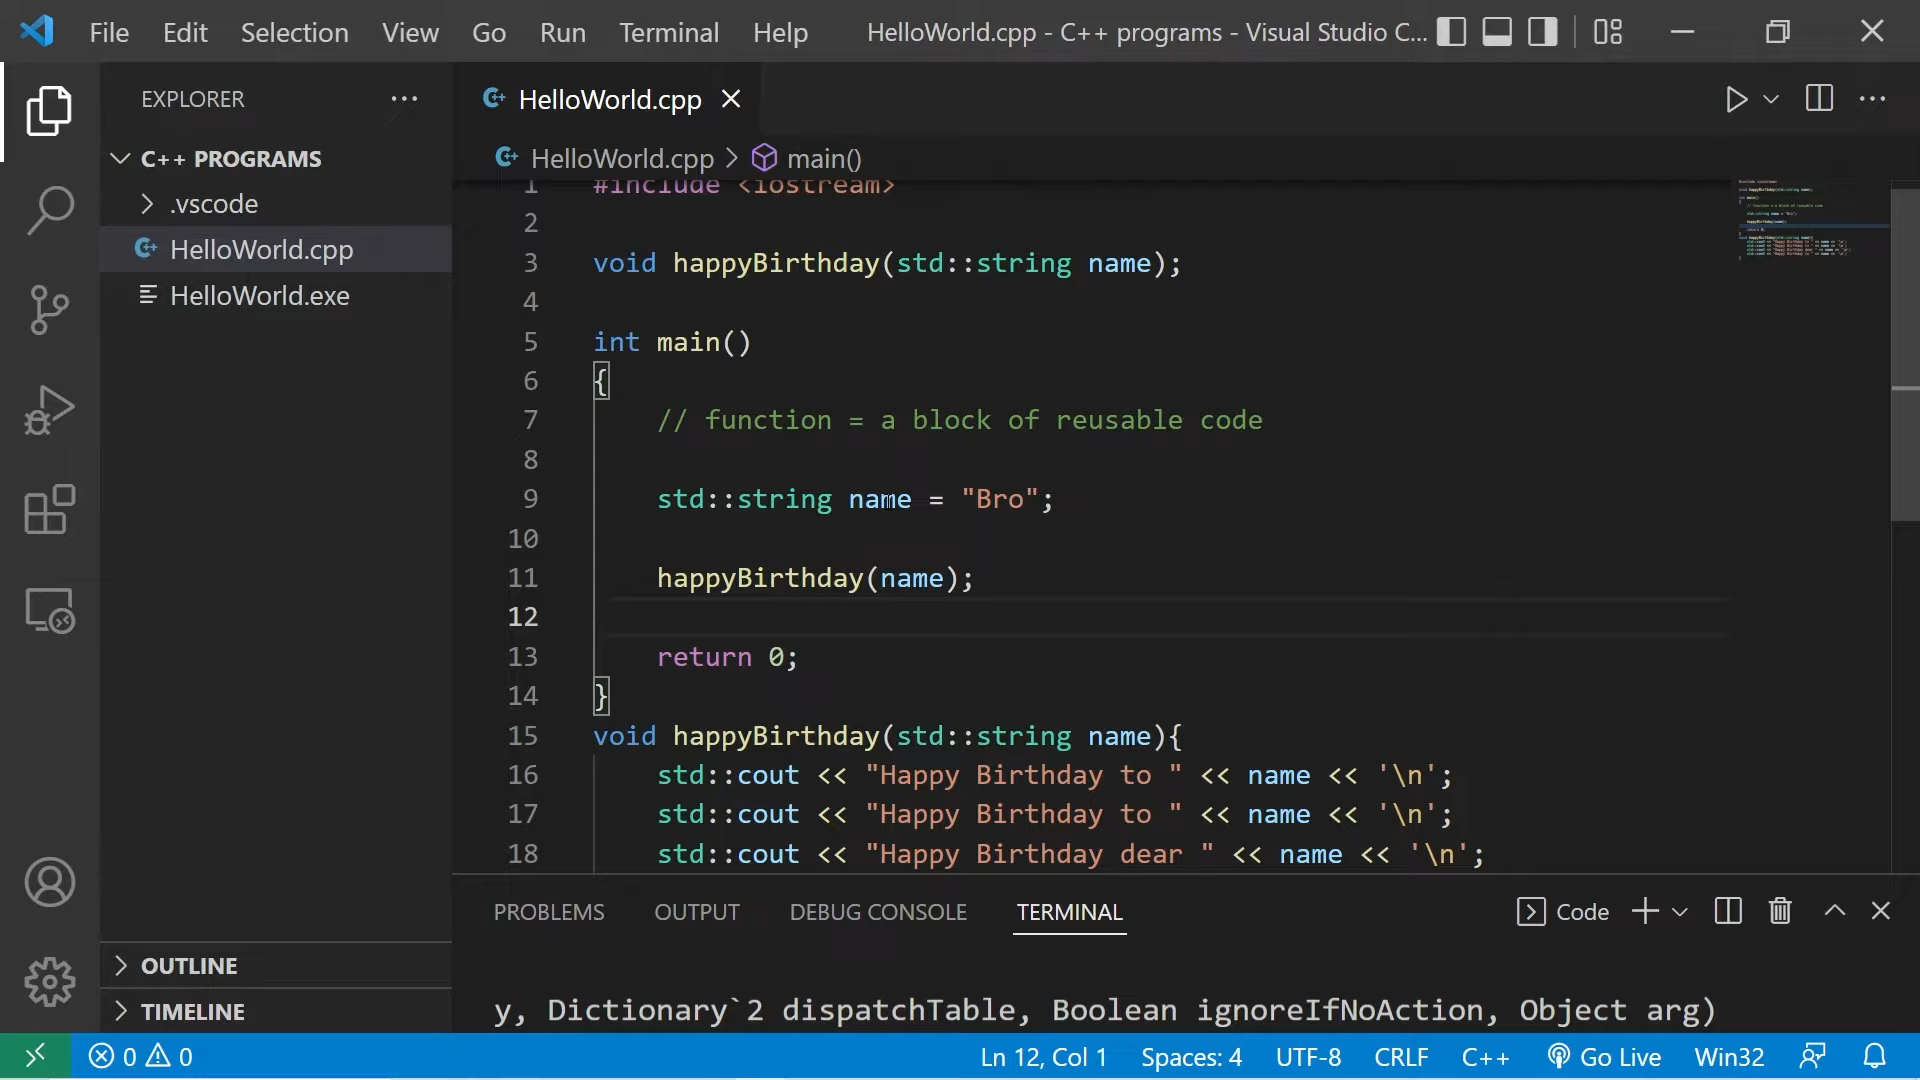 File Edit Selection View Go Run Terminal Help HelloWorld.cpp - C++ programs - Visual Studio C...
EXPLORER
HelloWorld.cpp
C++ PROGRAMS
.vscode
HelloWorld.cpp
HelloWorld.exe
HelloWorld.cpp > main()
1 #include <iostream>
2
3 void happyBirthday(std::string name);
4
5 int main()
6 {
7 // function = a block of reusable code
8
9 std::string name = "Bro";
10
11 happyBirthday(name);
12
13 return 0;
14 }
15 void happyBirthday(std::string name){
16 std::cout << "Happy Birthday to " << name << '\n';
17 std::cout << "Happy Birthday to " << name << '\n';
18 std::cout << "Happy Birthday dear " << name << '\n';
OUTLINE
TIMELINE
PROBLEMS OUTPUT DEBUG CONSOLE TERMINAL Code
y, Dictionary`2 dispatchTable, Boolean ignoreIfNoAction, Object arg)
0 0 Ln 12, Col 1 Spaces: 4 UTF-8 CRLF C++ Go Live Win32